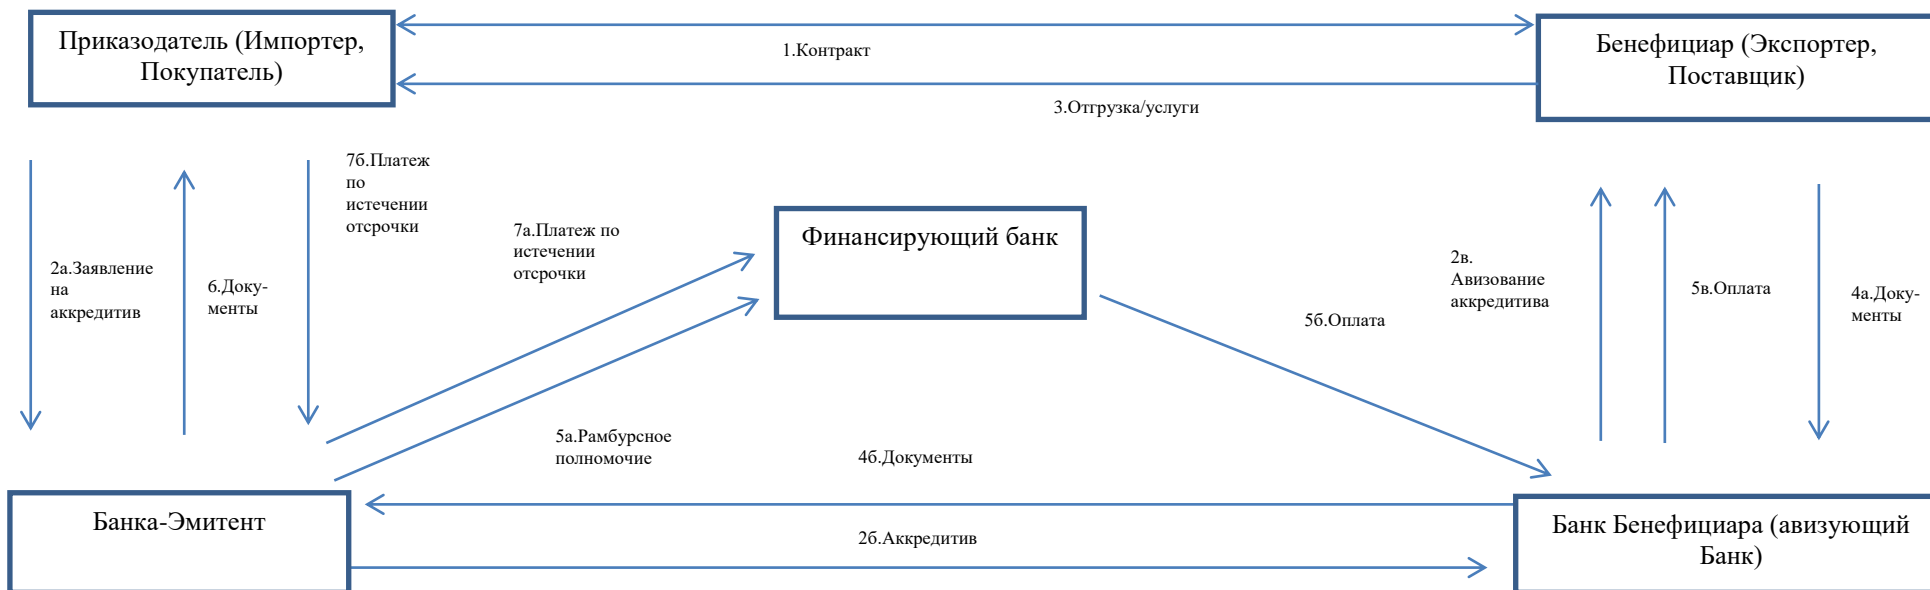 Приказодатель (Импортер,
Покупатель)
1.Контракт
Бенефициар (Экспортер,
Поставщик)
3.Отгрузка/услуги
7б.Платеж
по
истечении
отсрочки
7а.Платеж по
истечении
отсрочки
Финансирующий банк
2а.Заявление
на
аккредитив
6.Доку-
менты
2в.
Авизование
аккредитива
5в.Оплата
4а.Доку-
менты
5б.Оплата
5а.Рамбурсное
полномочие
4б.Документы
Банка-Эмитент
2б.Аккредитив
Банк Бенефициара (авизующий
Банк)